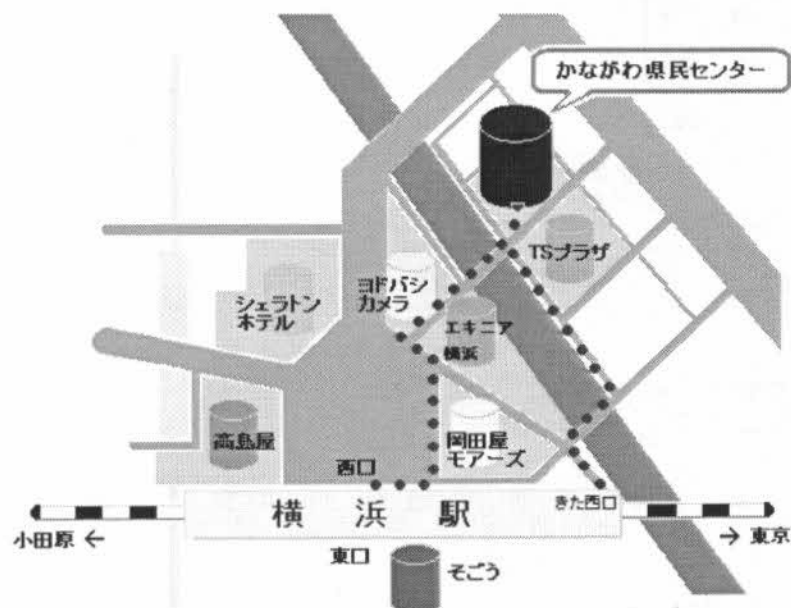 かながわ県民センター
TSプラザ
ヨドバシ
カメラ
シェラトン
ホテル
エキニア
横浜
高島屋
岡田屋
モアーズ
西口
きた西口
横浜駅
小田原 ←
→ 東京
東口
そごう